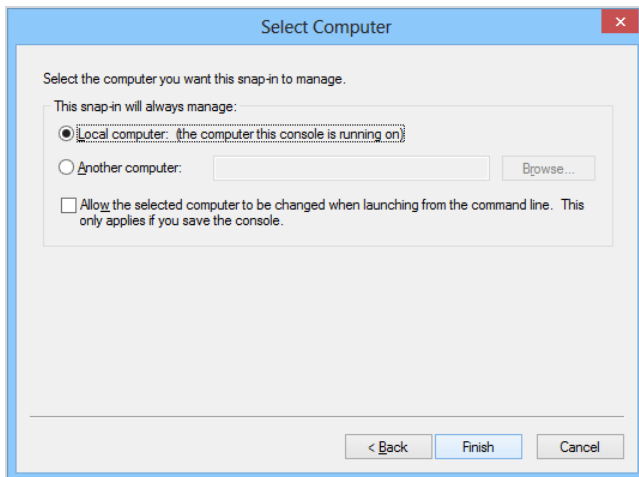 Select Computer
Select the computer you want this snap-in to manage.
This snap-in will always manage:
Local computer: (the computer this console is running on)
Another computer:
Browse...
Allow the selected computer to be changed when launching from the command line. This
only applies if you save the console.
< Back
Finish
Cancel